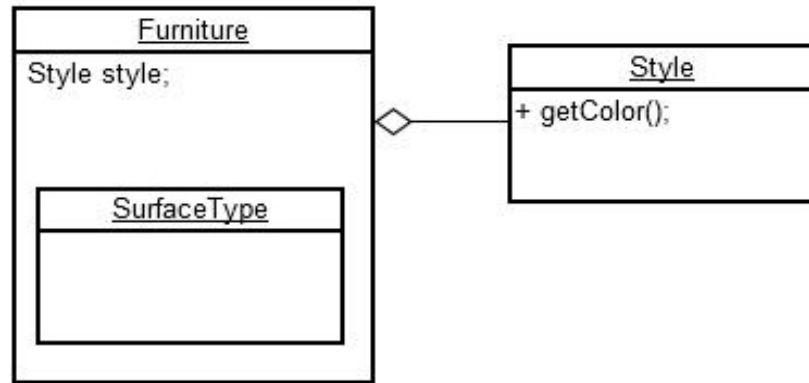 Furniture
Style style;
SurfaceType
Style
+ getColor();